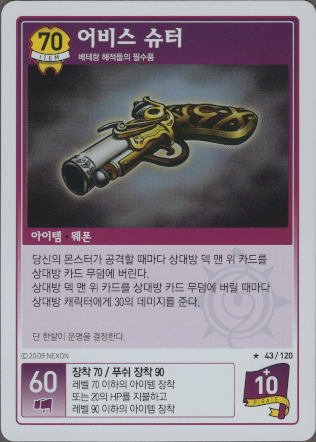 70
ITEM
어비스 슈터
베테랑 해적들의 필수품
아이템 · 웨폰
당신의 몬스터가 공격할 때마다 상대방 덱 맨 위 카드를
상대방 카드 무덤에 버린다.
상대방 덱 맨 위 카드를 상대방 카드 무덤에 버릴 때마다
상대방 캐릭터에게 30의 데미지를 준다.
단 한발이 운명을 결정한다.
©2009 NEXON
★ 43/120
60
장착 70 / 푸쉬 장착 90
레벨 70 이하의 아이템 장착
또는 20의 HP를 지불하고
레벨 90 이하의 아이템 장착
+
10
PIRATE